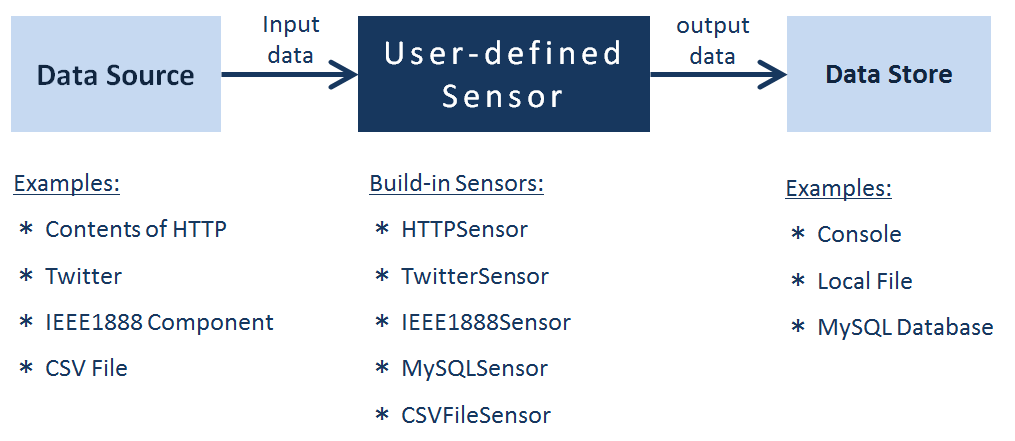 Data Source
Input
data
User-defined
Sensor
output
data
Data Store
Examples:
* Contents of HTTP
* Twitter
* IEEE1888 Component
* CSV File
Build-in Sensors:
* HTTPSensor
* TwitterSensor
* IEEE1888Sensor
* MySQLSensor
* CSVFileSensor
Examples:
* Console
* Local File
* MySQL Database